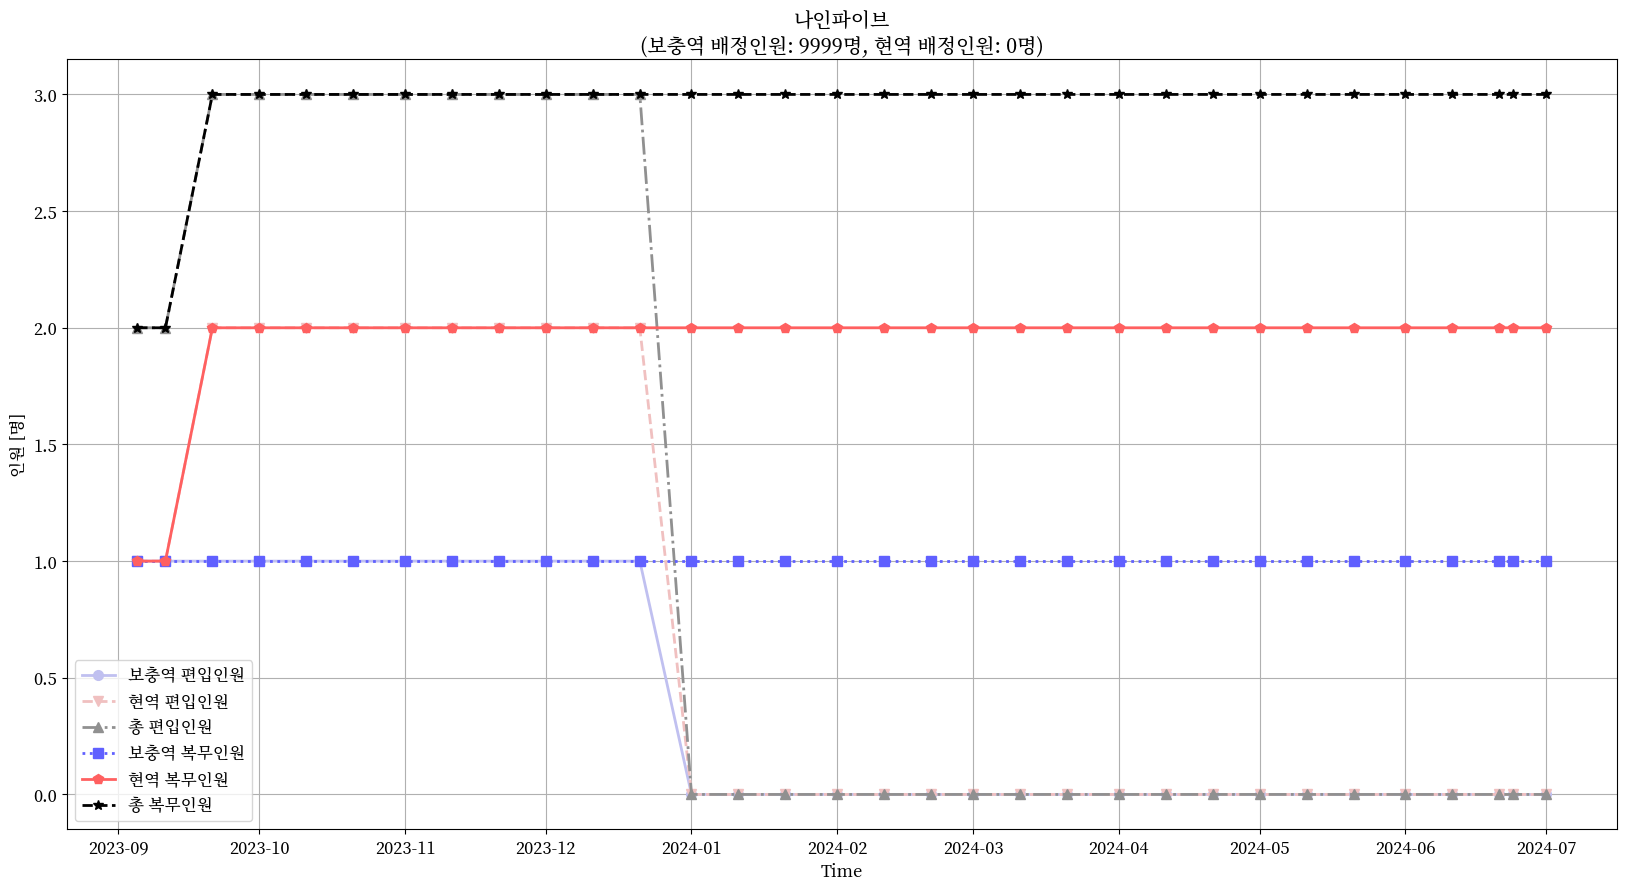 나인파이브
(보충역 배정인원: 9999명, 현역 배정인원: 0명)
3.0
2.5
2.0
1.5
1.0
0.5
0.0
인원 [명]
보충역 편입인원
현역 편입인원
총 편입인원
보충역 복무인원
현역 복무인원
총 복무인원
2023-09 2023-10 2023-11 2023-12 2024-01 2024-02 2024-03 2024-04 2024-05 2024-06 2024-07
Time